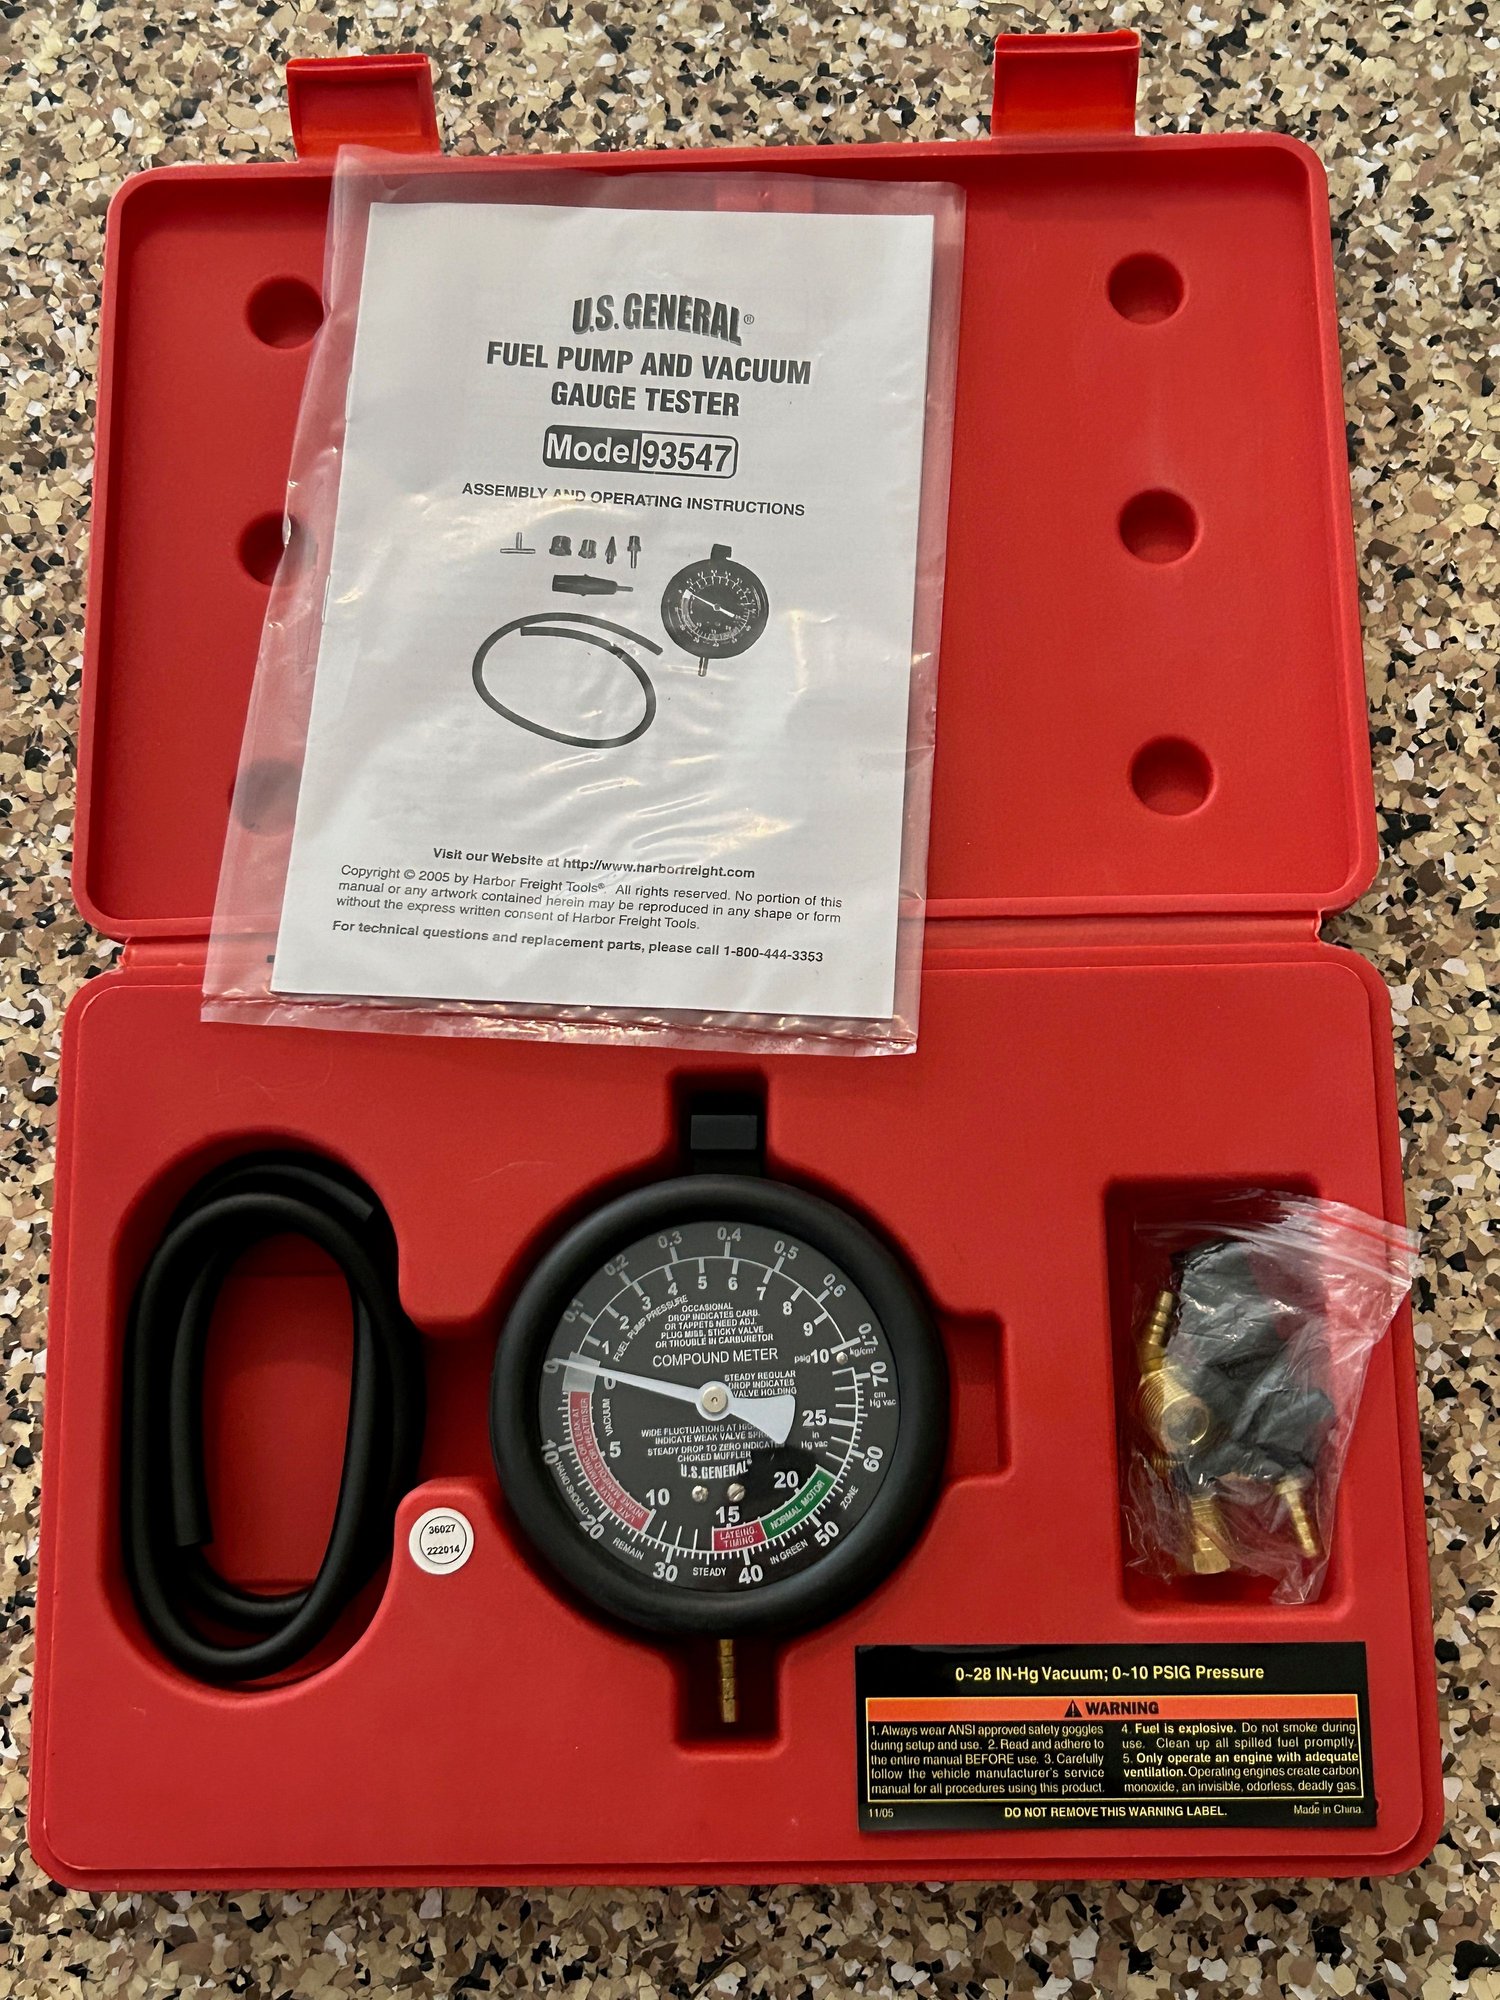 U.S. GENERAL®
FUEL PUMP AND VACUUM
GAUGE TESTER
Model 93547
ASSEMBLY AND OPERATING INSTRUCTIONS
Visit our Website at http://www.harborfreight.com
Copyright © 2005 by Harbor Freight Tools®. All rights reserved. No portion of this
manual or any artwork contained herein may be reproduced in any shape or form
without the express written consent of Harbor Freight Tools.
For technical questions and replacement parts, please call 1-800-444-3353
0 0.1 0.2 0.3 0.4 0.5 0.6 0.7
kg/cm²
1 2 3 4 5 6 7 8 9 10
psig
FUEL PUMP PRESSURE
OCCASIONAL
DROP INDICATES CARB.
OR TAPPETS NEED ADJ.
PLUG MISS, STICKY VALVE
OR TROUBLE IN CARBURETOR
COMPOUND METER
STEADY REGULAR
DROP INDICATES
VALVE HOLDING
WIDE FLUCTUATIONS AT
INDICATE WEAK VALVE
STEADY DROP TO ZERO
CHOKED MUFFLER
U.S.GENERAL®
VACUUM
0 5 10 15 20 25
in
Hg vac
10 20 30 40 50 60 70
cm
Hg vac
LATE VALVE TIMING OR LEAK AT
INTAKE MANIFOLD OR HEATRISER
LATEING.
TIMING
NORMAL MOTOR
HAND SHOULD REMAIN STEADY IN GREEN ZONE
36027
222014
0~28 IN-Hg Vacuum; 0~10 PSIG Pressure
WARNING
1. Always wear ANSI approved safety goggles
during setup and use. 2. Read and adhere to
the entire manual BEFORE use. 3. Carefully
follow the vehicle manufacturer's service
manual for all procedures using this product.
4. Fuel is explosive. Do not smoke during
use. Clean up all spilled fuel promptly.
5. Only operate an engine with adequate
ventilation. Operating engines create carbon
monoxide, an invisible, odorless, deadly gas.
11/05
DO NOT REMOVE THIS WARNING LABEL.
Made in China.